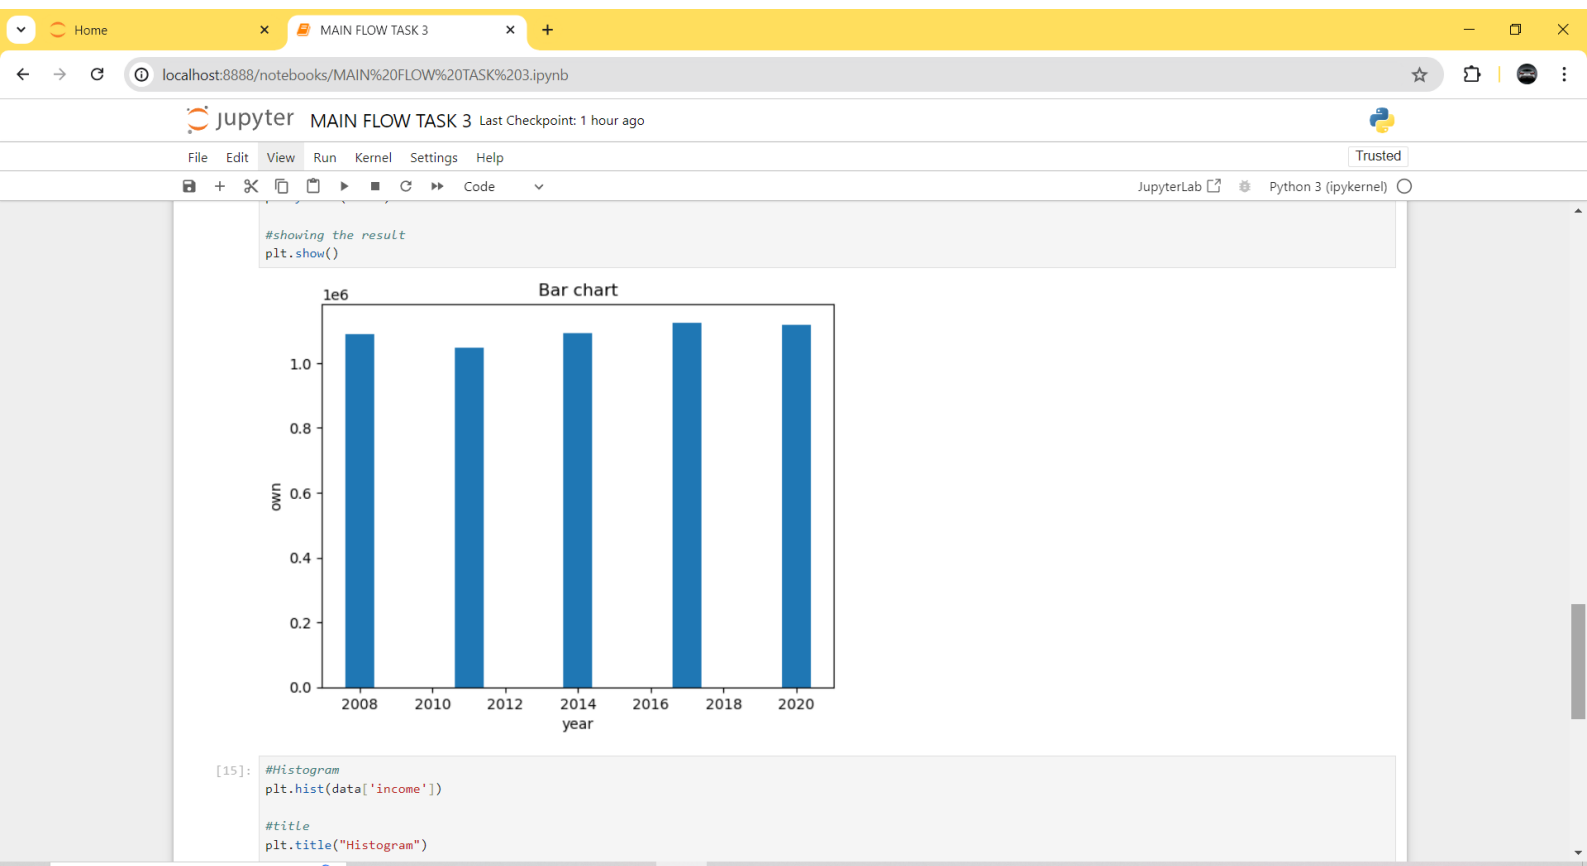 Home
MAIN FLOW TASK 3
localhost:8888/notebooks/MAIN%20FLOW%20TASK%203.ipynb
jupyter MAIN FLOW TASK 3 Last Checkpoint: 1 hour ago
File Edit View Run Kernel Settings Help
Trusted
Code
JupyterLab
Python 3 (ipykernel)
#showing the result
plt.show()
Bar chart
1e6
1.0
0.8
0.6
0.4
0.2
0.0
own
2008 2010 2012 2014 2016 2018 2020
year
[15]:
#Histogram
plt.hist(data['income'])
#title
plt.title("Histogram")